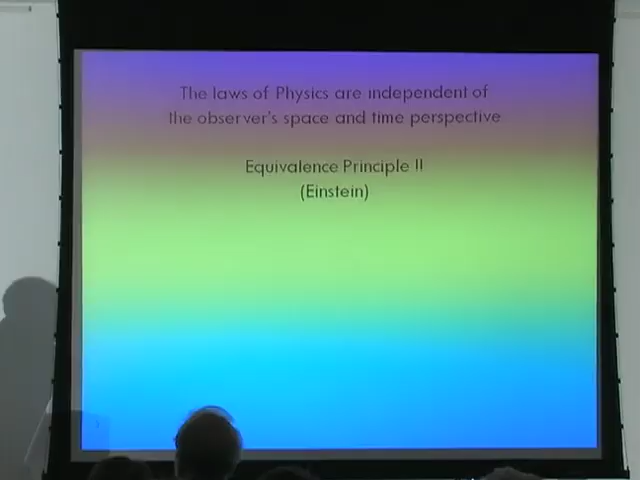 The laws of Physics are independent of
the observer's space and time perspective
Equivalence Principle II
(Einstein)